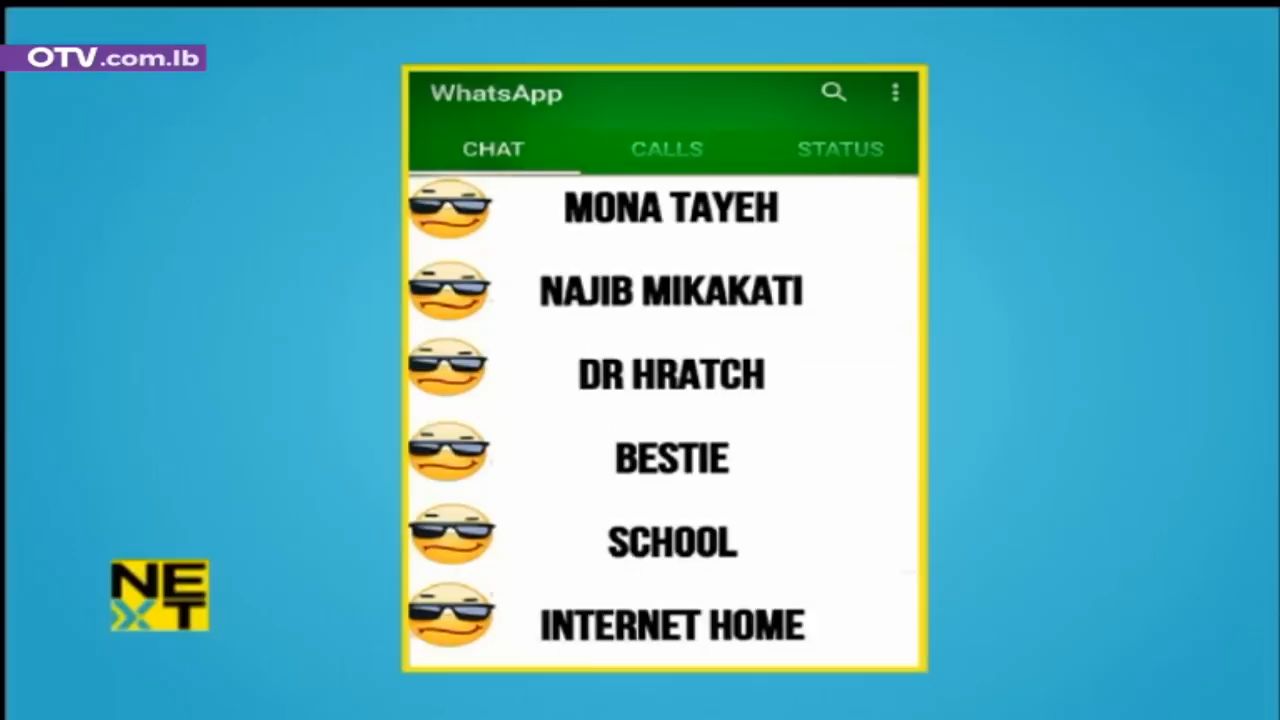 OTV.com.lb
WhatsApp
CHAT CALLS STATUS
MONA TAYEH
NAJIB MIKAKATI
DR HRATCH
BESTIE
SCHOOL
INTERNET HOME
NEXT